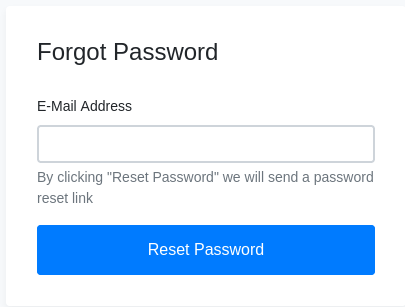 Forgot Password
E-Mail Address
By clicking "Reset Password" we will send a password
reset link
Reset Password